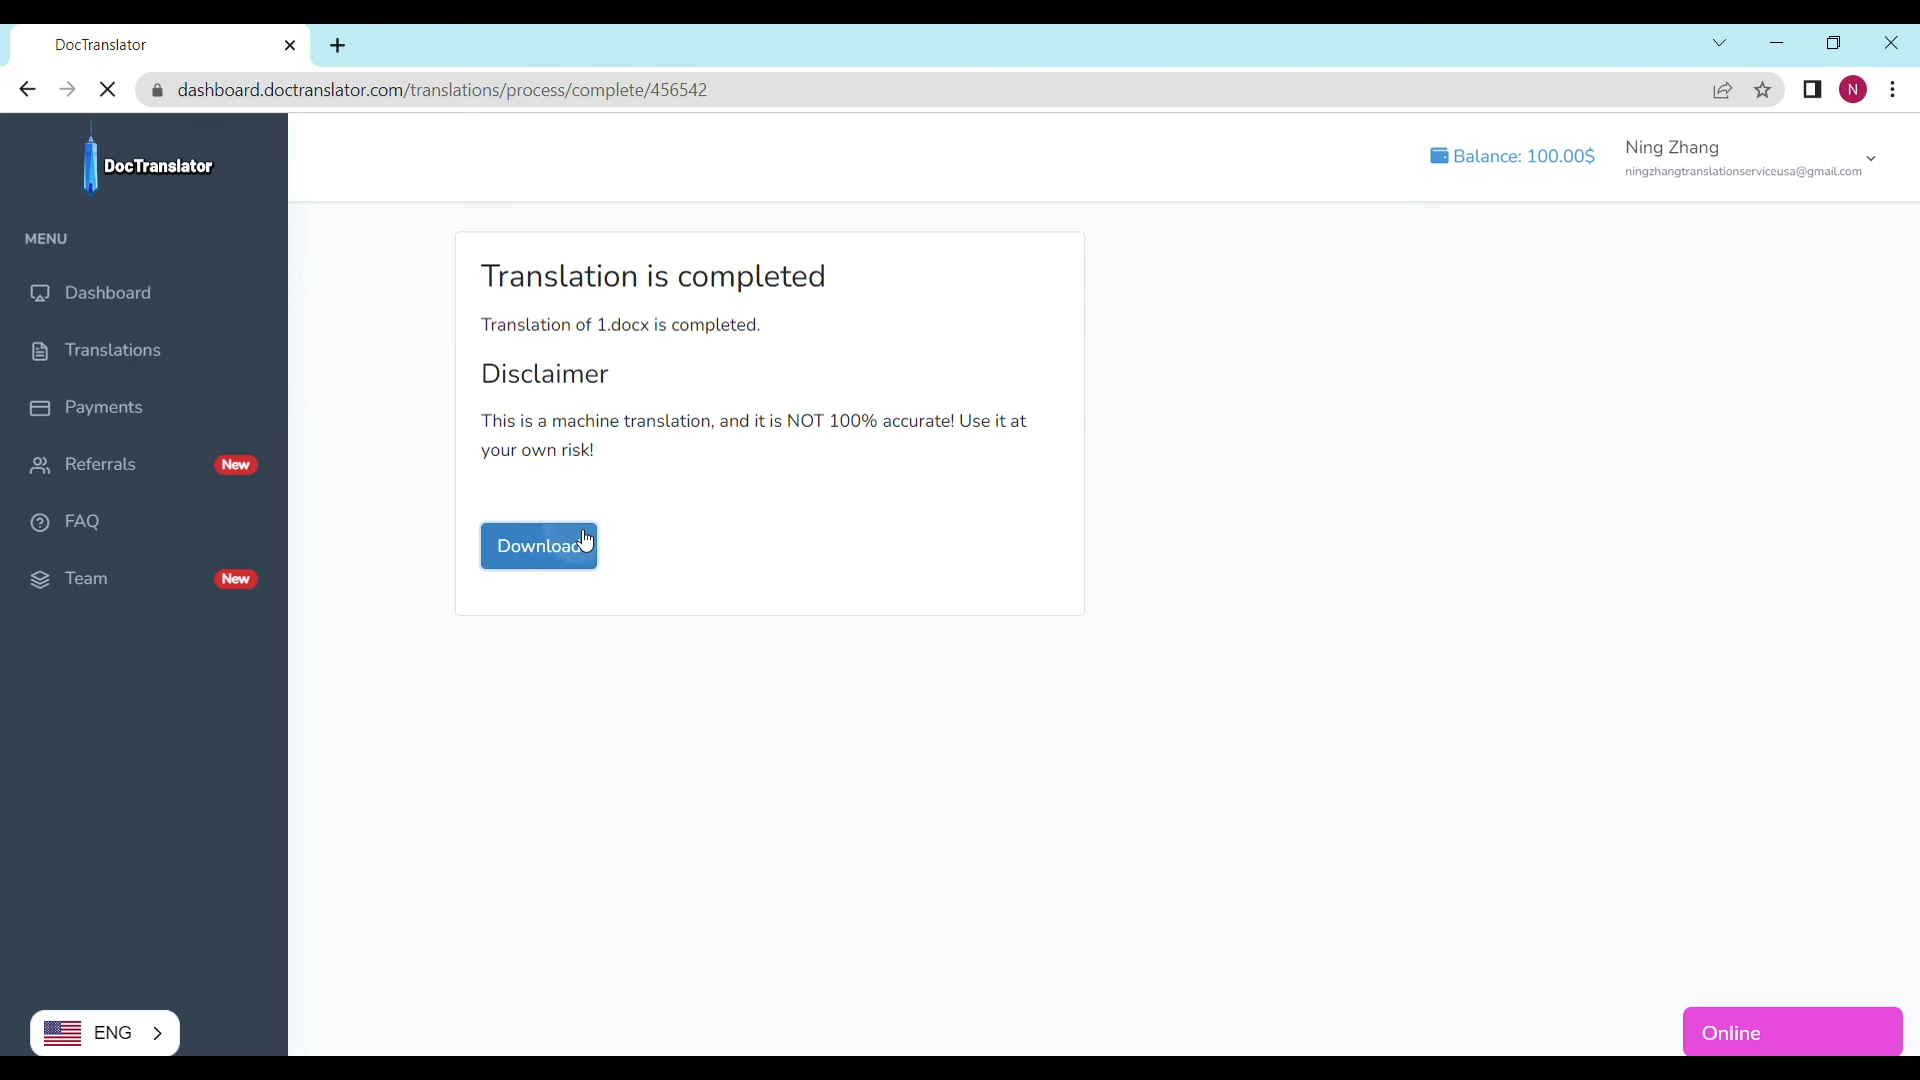 DocTranslator
dashboard.doctranslator.com/translations/process/complete/456542
N
DocTranslator
Balance: 100.00$
Ning Zhang
ningzhangtranslationserviceusa@gmail.com
MENU
Dashboard
Translations
Payments
Referrals New
FAQ
Team New
Translation is completed
Translation of 1.docx is completed.
Disclaimer
This is a machine translation, and it is NOT 100% accurate! Use it at
your own risk!
Download
ENG
Online